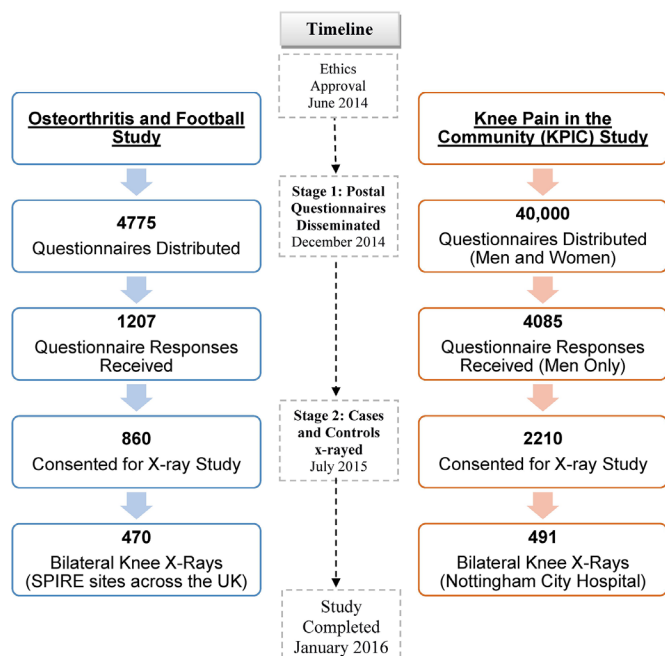 Timeline
Ethics
Approval
June 2014
Stage 1: Postal
Questionnaires
Disseminated
December 2014
Stage 2: Cases
and Controls
x-rayed
July 2015
Study
Completed
January 2016
Osteorthritis and Football
Study
4775
Questionnaires Distributed
1207
Questionnaire Responses
Received
860
Consented for X-ray Study
470
Bilateral Knee X-Rays
(SPIRE sites across the UK)
Knee Pain in the
Community (KPIC) Study
40,000
Questionnaires Distributed
(Men and Women)
4085
Questionnaire Responses
Received (Men Only)
2210
Consented for X-ray Study
491
Bilateral Knee X-Rays
(Nottingham City Hospital)